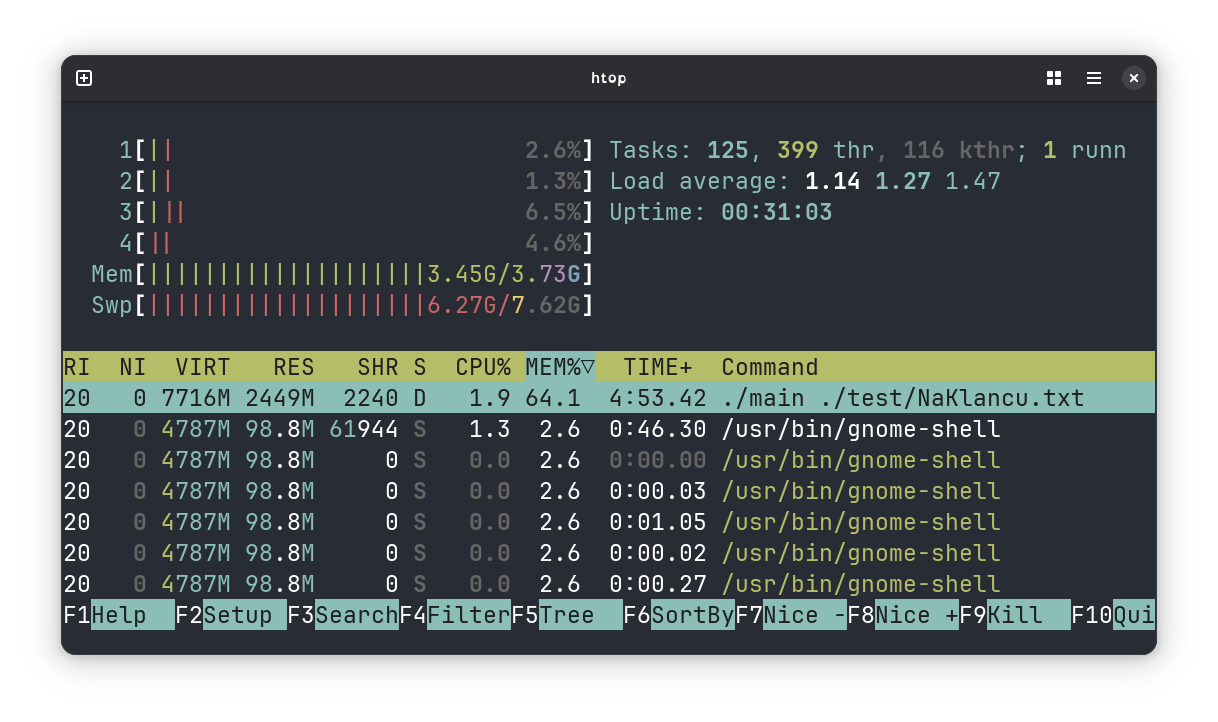 htop
1[|| 2.6%] Tasks: 125, 399 thr, 116 kthr; 1 runn
2[|| 1.3%] Load average: 1.14 1.27 1.47
3[||| 6.5%] Uptime: 00:31:03
4[|| 4.6%]
Mem[||||||||||||||||||||3.45G/3.73G]
Swp[||||||||||||||||||||6.27G/7.62G]
RI NI VIRT RES SHR S CPU% MEM%▽ TIME+ Command
20 0 7716M 2449M 2240 D 1.9 64.1 4:53.42 ./main ./test/NaKlancu.txt
20 0 4787M 98.8M 61944 S 1.3 2.6 0:46.30 /usr/bin/gnome-shell
20 0 4787M 98.8M 0 S 0.0 2.6 0:00.00 /usr/bin/gnome-shell
20 0 4787M 98.8M 0 S 0.0 2.6 0:00.03 /usr/bin/gnome-shell
20 0 4787M 98.8M 0 S 0.0 2.6 0:01.05 /usr/bin/gnome-shell
20 0 4787M 98.8M 0 S 0.0 2.6 0:00.02 /usr/bin/gnome-shell
20 0 4787M 98.8M 0 S 0.0 2.6 0:00.27 /usr/bin/gnome-shell
F1Help F2Setup F3SearchF4FilterF5Tree F6SortByF7Nice -F8Nice +F9Kill F10Qui